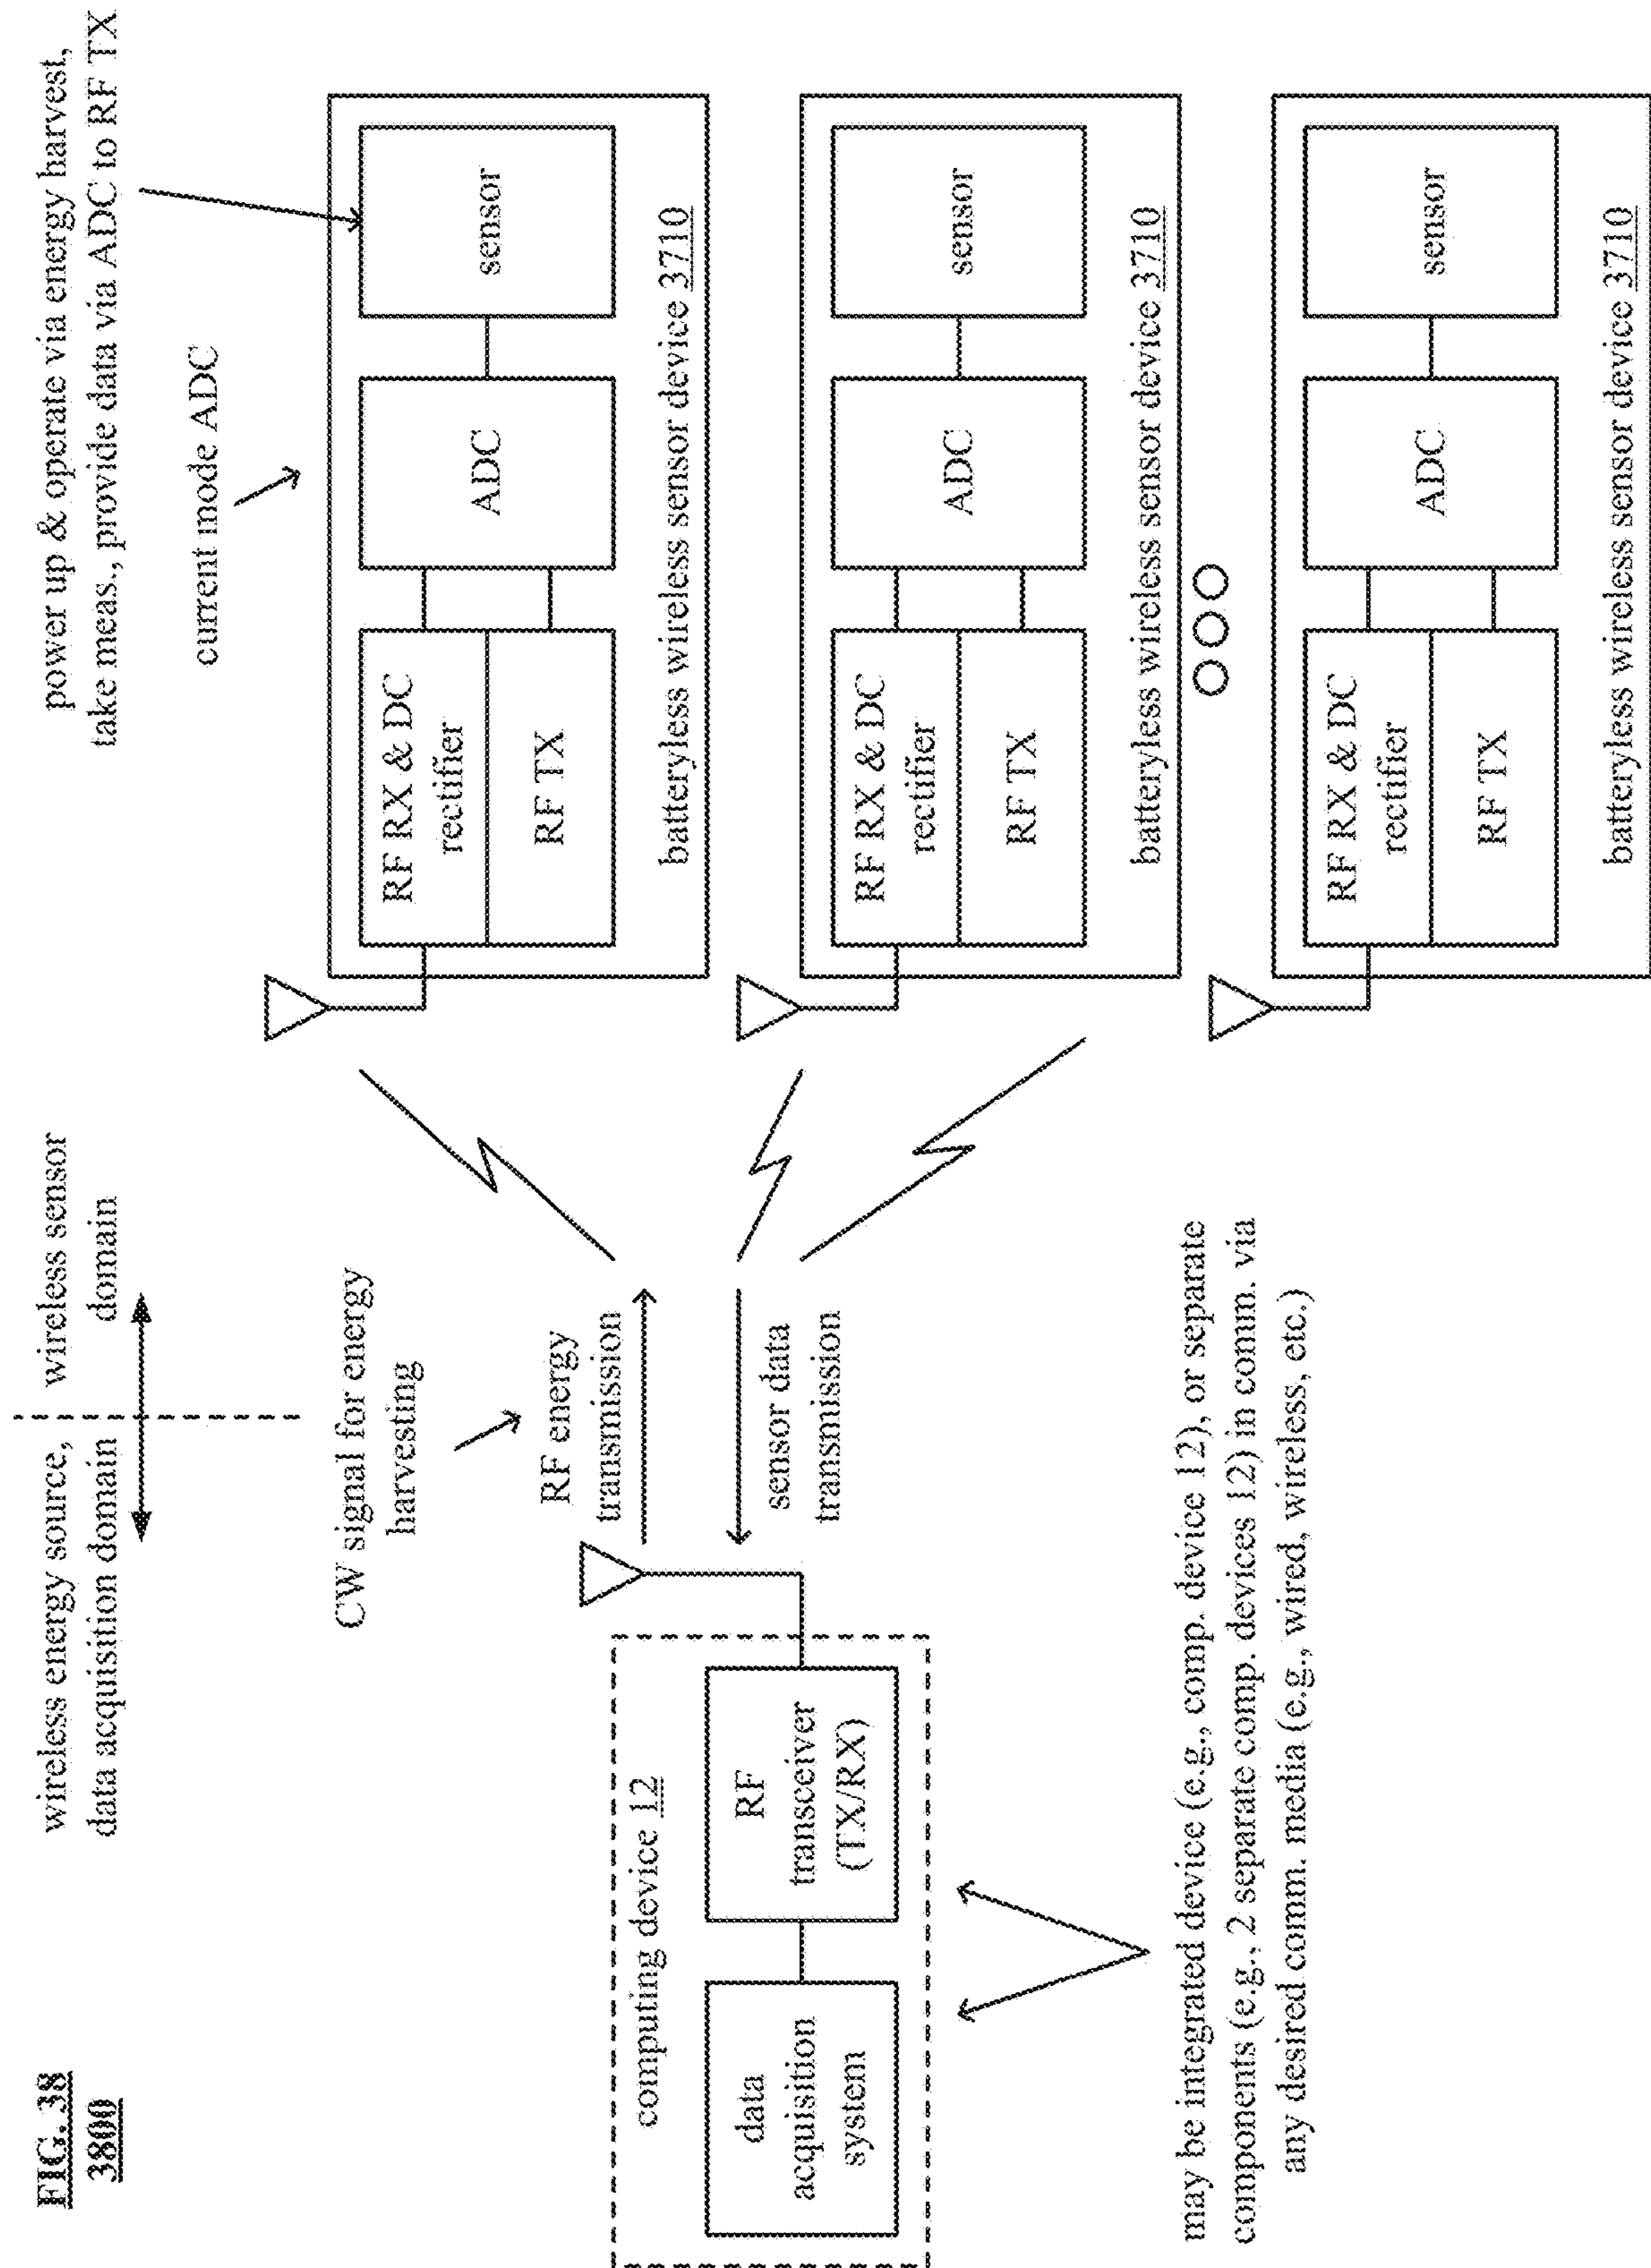 FIG. 38
3800
wireless energy source,
data acquisition domain
wireless sensor
domain
power up & operate via energy harvest,
take meas., provide data via ADC to RF TX
CW signal for energy
harvesting
current mode ADC
RF energy
transmission
sensor data
transmission
computing device 12
data
acquisition
system
RF
transceiver
(TX/RX)
RF RX & DC
rectifier
RF TX
ADC
sensor
batteryless wireless sensor device 3710
RF RX & DC
rectifier
RF TX
ADC
sensor
batteryless wireless sensor device 3710
RF RX & DC
rectifier
RF TX
ADC
sensor
batteryless wireless sensor device 3710
may be integrated device (e.g., comp. device 12), or separate
components (e.g., 2 separate comp. devices 12) in comm. via
any desired comm. media (e.g., wired, wireless, etc.)